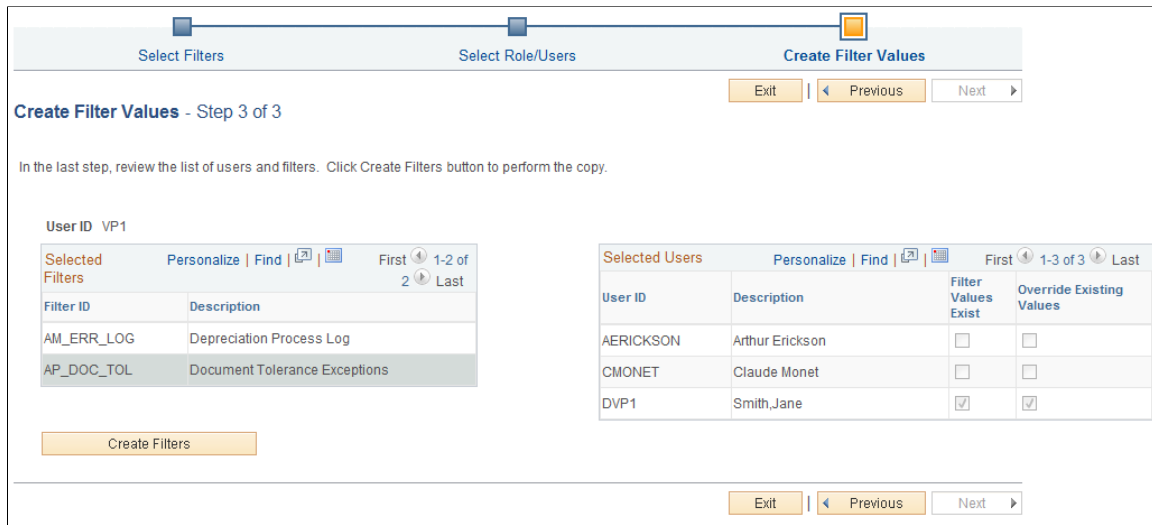 Select Filters Select Role/Users Create Filter Values
Exit | Previous Next
Create Filter Values - Step 3 of 3
In the last step, review the list of users and filters. Click Create Filters button to perform the copy.
User ID VP1
Selected Filters Personalize | Find | | First 1-2 of 2 Last
Filter ID Description
AM_ERR_LOG Depreciation Process Log
AP_DOC_TOL Document Tolerance Exceptions
Selected Users Personalize | Find | | First 1-3 of 3 Last
User ID Description Filter Values Exist Override Existing Values
AERICKSON Arthur Erickson
CMONET Claude Monet
DVP1 Smith,Jane
Create Filters
Exit | Previous Next